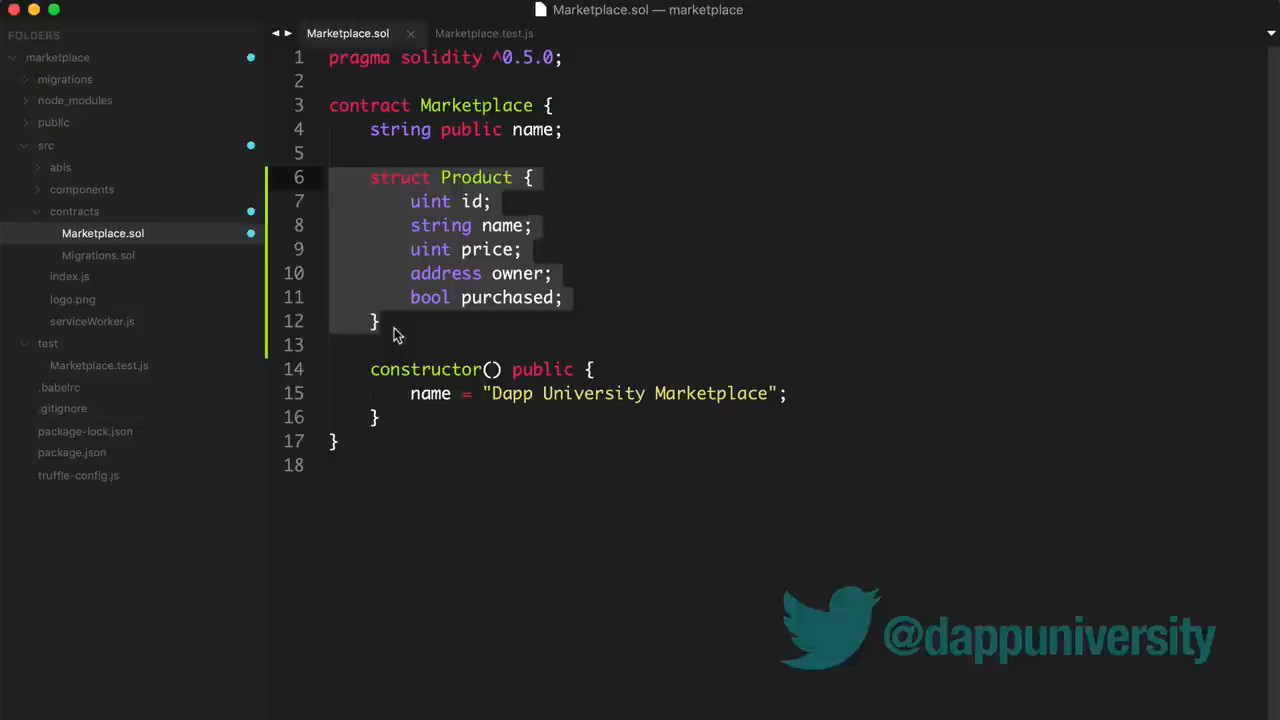 Marketplace.sol — marketplace
FOLDERS
marketplace
migrations
node_modules
public
src
abis
components
contracts
Marketplace.sol
Migrations.sol
index.js
logo.png
serviceWorker.js
test
Marketplace.test.js
.babelrc
.gitignore
package-lock.json
package.json
truffle-config.js
Marketplace.sol
Marketplace.test.js
1 pragma solidity ^0.5.0;
2
3 contract Marketplace {
4 string public name;
5
6 struct Product {
7 uint id;
8 string name;
9 uint price;
10 address owner;
11 bool purchased;
12 }
13
14 constructor() public {
15 name = "Dapp University Marketplace";
16 }
17 }
18
@dappuniversity